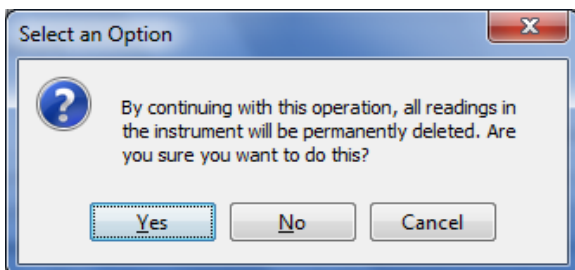 Select an Option
By continuing with this operation, all readings in
the instrument will be permanently deleted. Are
you sure you want to do this?
Yes No Cancel